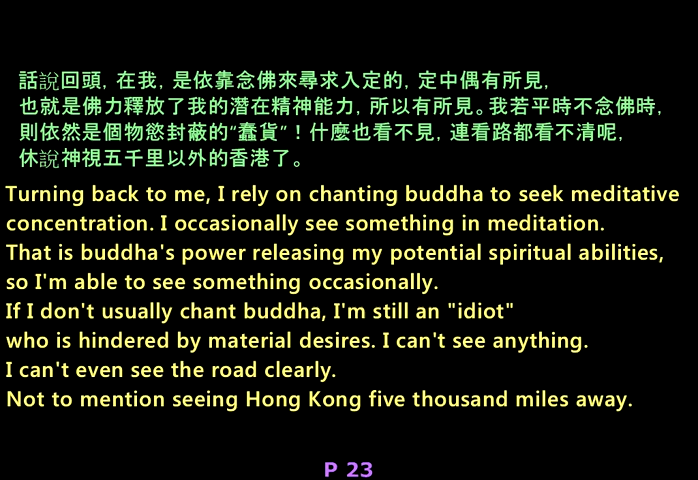 話說回頭, 在我, 是依靠念佛來尋求入定的, 定中偶有所見,
也就是佛力釋放了我的潛在精神能力, 所以有所見。我若平時不念佛時,
則依然是個物慾封蔽的“蠢貨”！什麼也看不見, 連看路都看不清呢,
休說神視五千里以外的香港了。
Turning back to me, I rely on chanting buddha to seek meditative
concentration. I occasionally see something in meditation.
That is buddha's power releasing my potential spiritual abilities,
so I'm able to see something occasionally.
If I don't usually chant buddha, I'm still an "idiot"
who is hindered by material desires. I can't see anything.
I can't even see the road clearly.
Not to mention seeing Hong Kong five thousand miles away.
P 23